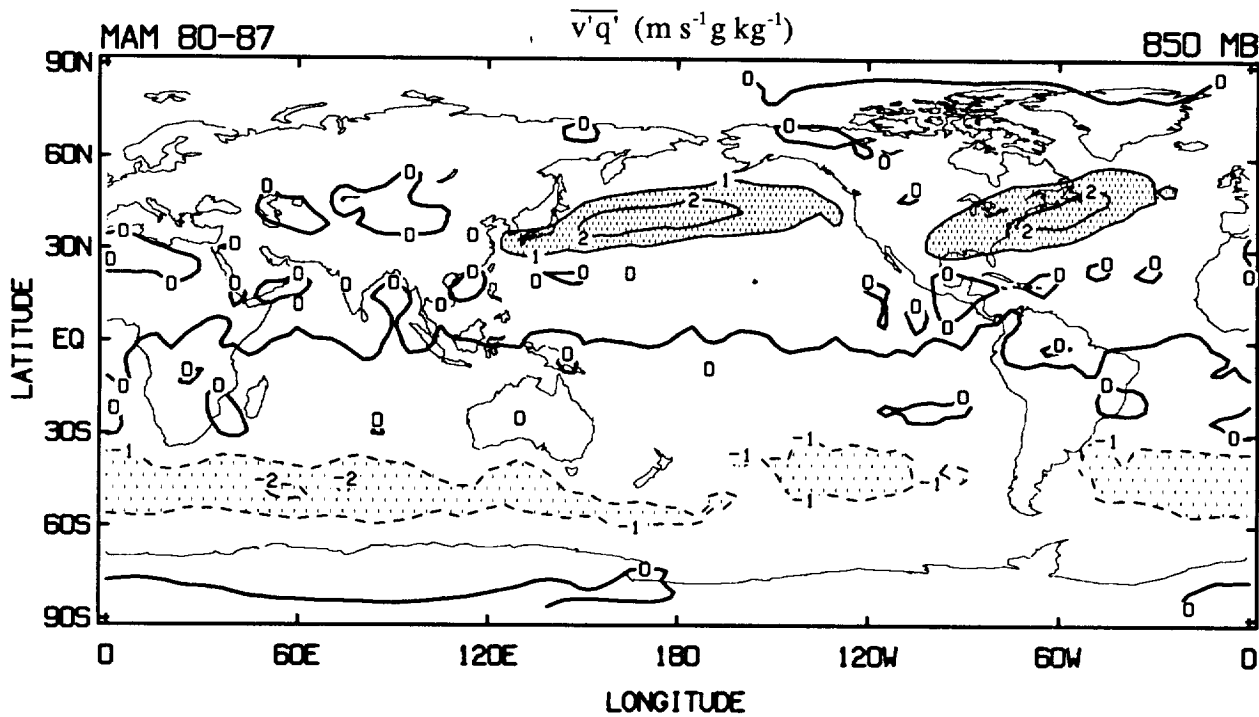 MAM 80-87
v'q' (m s⁻¹g kg⁻¹)
850 MB
90N
60N
30N
EQ
30S
60S
90S
LATITUDE
0 60E 120E 180 120W 60W 0
LONGITUDE